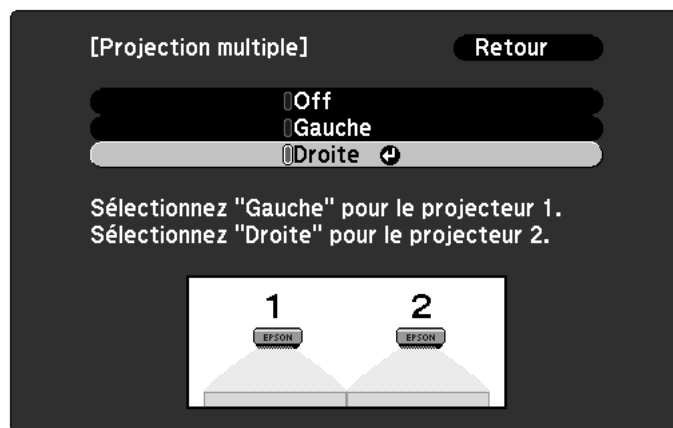 [Projection multiple] Retour
Off
Gauche
Droite
Sélectionnez "Gauche" pour le projecteur 1.
Sélectionnez "Droite" pour le projecteur 2.
1 2
EPSON EPSON